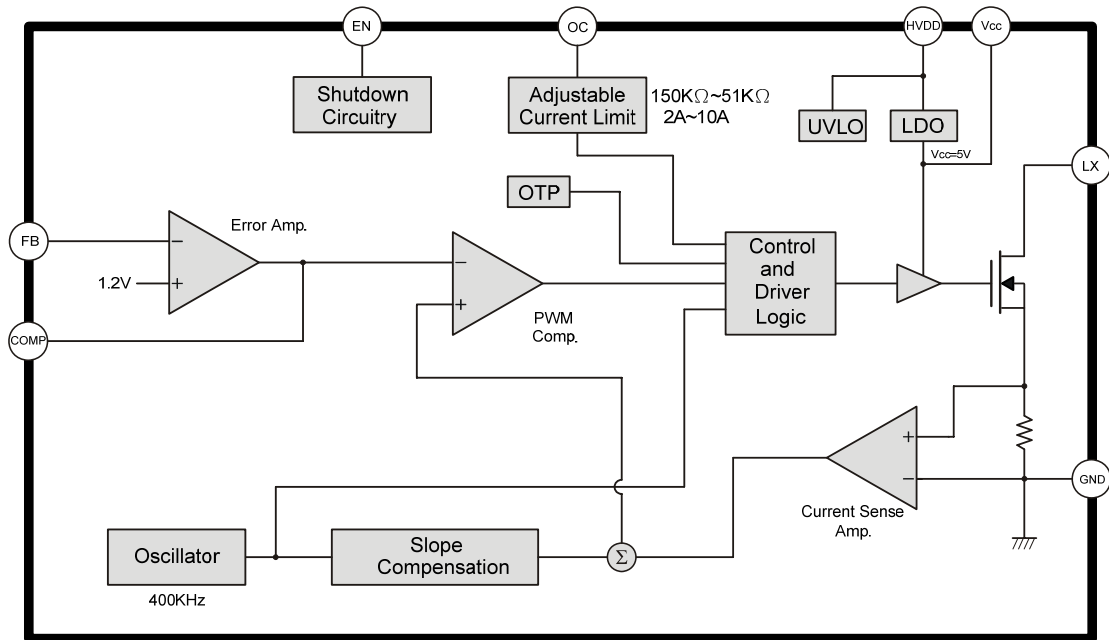 EN
OC
HVDD
Vcc
Shutdown
Circuitry
Adjustable
Current Limit
150KΩ~51KΩ
2A~10A
UVLO
LDO
Vcc=5V
LX
OTP
FB
Error Amp.
−
+
1.2V
COMP
−
+
PWM
Comp.
Control
and
Driver
Logic
+
−
Current Sense
Amp.
GND
Oscillator
400KHz
Slope
Compensation
Σ